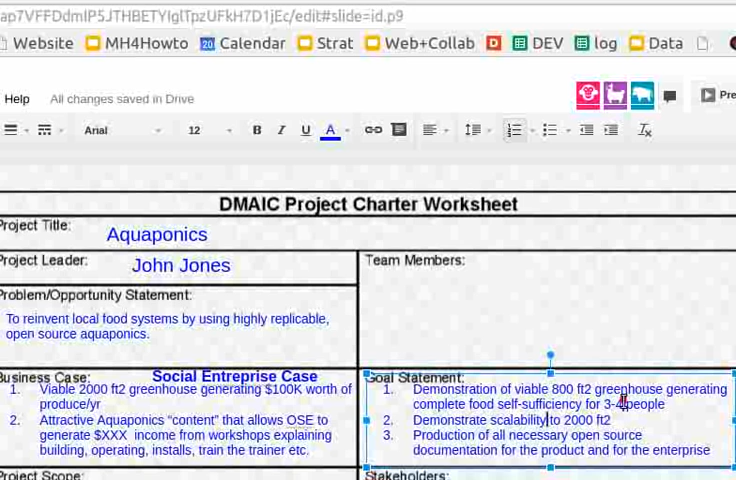 ap7VFFDdmIP5JTHBETYIglTpzUFkH7D1jEc/edit#slide=id.p9
Website MH4Howto 20 Calendar Strat Web+Collab D DEV log Data
Help All changes saved in Drive Pre
Arial 12 B I U A
DMAIC Project Charter Worksheet
Project Title:
Aquaponics
Project Leader: John Jones
Team Members:
Problem/Opportunity Statement:
To reinvent local food systems by using highly replicable,
open source aquaponics.
Business Case: Social Entreprise Case
1. Viable 2000 ft2 greenhouse generating $100K worth of
produce/yr
2. Attractive Aquaponics “content” that allows OSE to
generate $XXX income from workshops explaining
building, operating, installs, train the trainer etc.
Goal Statement:
1. Demonstration of viable 800 ft2 greenhouse generating
complete food self-sufficiency for 3-4 people
2. Demonstrate scalability to 2000 ft2
3. Production of all necessary open source
documentation for the product and for the enterprise
Project Scope:
Stakeholders: